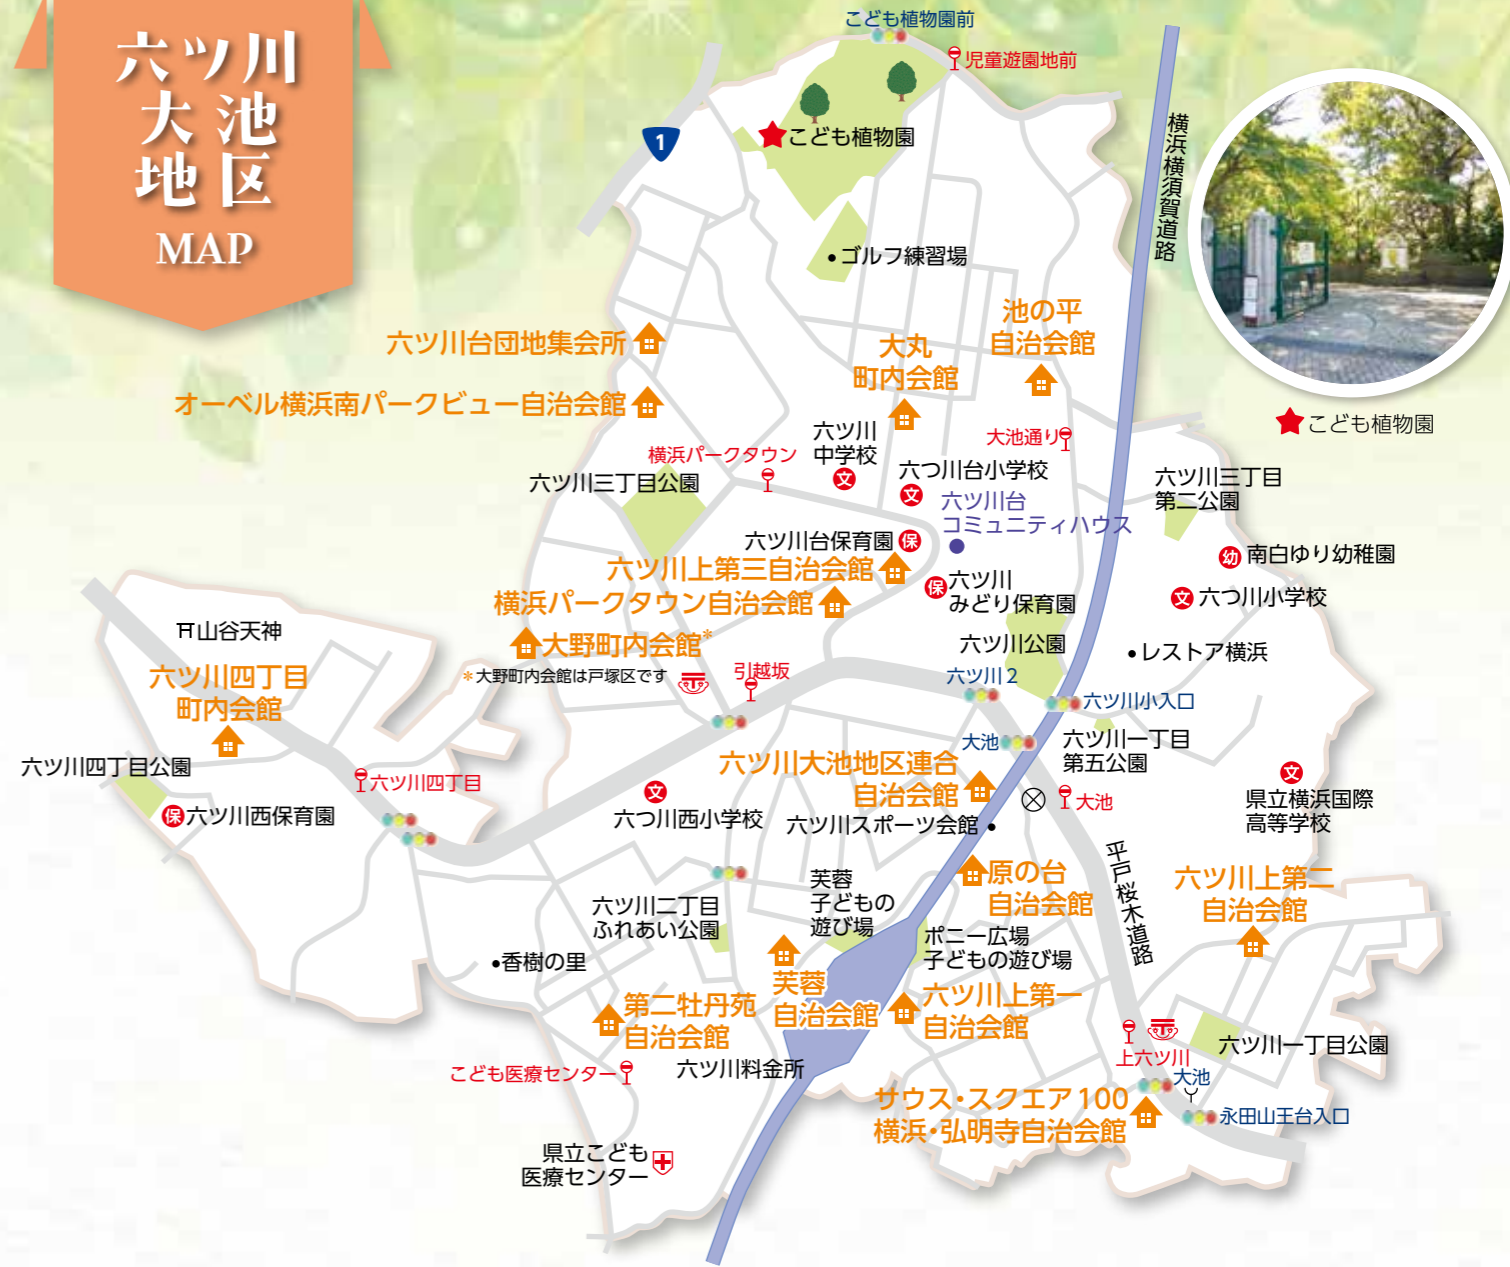 六ツ川
大池
地区
MAP
こども植物園前
児童遊園地前
1
こども植物園
横浜横須賀道路
ゴルフ練習場
こども植物園
池の平
自治会館
大丸
町内会館
六ツ川台団地集会所
オーベル横浜南パークビュー自治会館
六ツ川
中学校
文
大池通り
横浜パークタウン
六つ川台小学校
文
六ツ川三丁目公園
六ツ川三丁目
第二公園
六ツ川台
コミュニティハウス
六ツ川台保育園
保
幼
南白ゆり幼稚園
六ツ川上第三自治会館
保
六ツ川
みどり保育園
文
六つ川小学校
横浜パークタウン自治会館
山谷天神
大野町内会館*
*大野町内会館は戸塚区です
六ツ川公園
レストア横浜
六ツ川四丁目
町内会館
引越坂
六ツ川2
六ツ川小入口
大池
六ツ川一丁目
第五公園
六ツ川四丁目公園
六ツ川四丁目
六ツ川大池地区連合
自治会館
大池
文
県立横浜国際
高等学校
保
六ツ川西保育園
文
六つ川西小学校
六ツ川スポーツ会館
平戸桜木道路
原の台
自治会館
六ツ川上第二
自治会館
芙蓉
子どもの
遊び場
六ツ川二丁目
ふれあい公園
ポニー広場
子どもの遊び場
香樹の里
芙蓉
自治会館
第二牡丹苑
自治会館
六ツ川上第一
自治会館
上六ツ川
六ツ川一丁目公園
こども医療センター
六ツ川料金所
大池
サウス・スクエア100
横浜・弘明寺自治会館
永田山王台入口
県立こども
医療センター